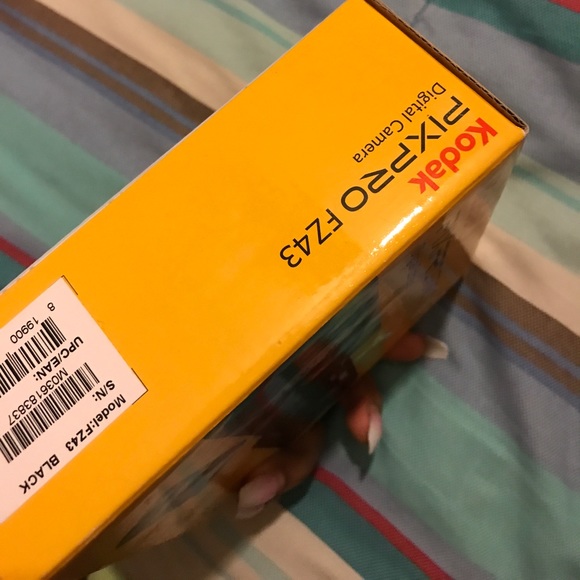 Kodak
PIXPRO FZ43
Digital Camera
Model:FZ43 BLACK
S/N:
M036183837
UPC/EAN:
8 19900